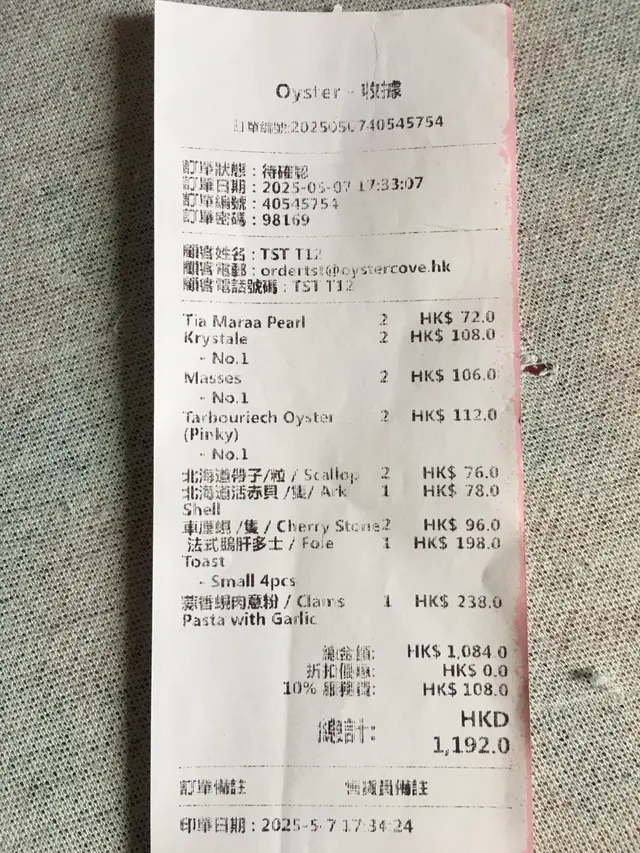 Oyster - 收據
訂單編號:2025050740545754
訂單狀態：待確認
訂單日期：2025-05-07 17:33:07
訂單編號：40545754
訂單密碼：98169
顧客姓名：TST T12
顧客電郵：ordertst@oystercove.hk
顧客電話號碼：TST T12
Tia Maraa Pearl 2 HK$ 72.0
Krystale 2 HK$ 108.0
- No.1
Masses 2 HK$ 106.0
- No.1
Tarbouriech Oyster 2 HK$ 112.0
(Pinky)
- No.1
北海道帶子/粒 / Scallop 2 HK$ 76.0
北海道活赤貝 /隻/ Ark 1 HK$ 78.0
Shell
車厘蜆 /隻 / Cherry Stone 2 HK$ 96.0
法式鵝肝多士 / Foie 1 HK$ 198.0
Toast
- Small 4pcs
蒜香蜆肉意粉 / Clams 1 HK$ 238.0
Pasta with Garlic
總金額: HK$ 1,084.0
折扣優惠: HK$ 0.0
10% 服務費: HK$ 108.0
總計: HKD
1,192.0
訂單備註 售貨員備註
印單日期：2025-5-7 17:34:24